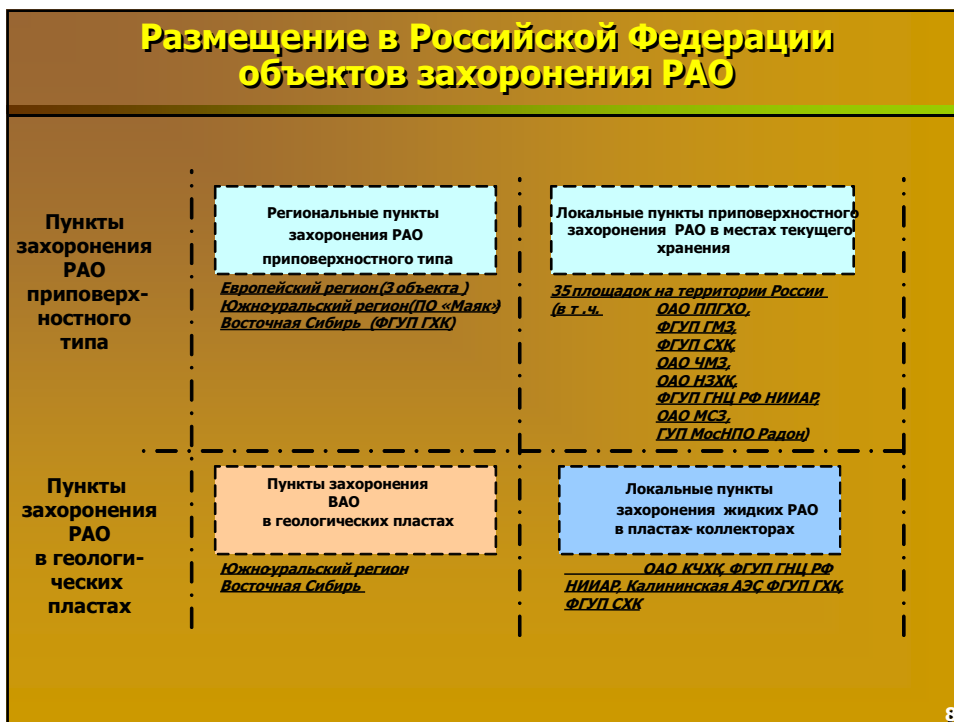 Размещение в Российской Федерации
объектов захоронения РАО
Пункты
захоронения
РАО
приповерх-
ностного
типа
Региональные пункты
захоронения РАО
приповерхностного типа
Европейский регион(3 объекта )
Южно-уральский регион(ПО «Маяк»)
Восточная Сибирь (ФГУП ГХК)
Локальные пункты приповерхностного
захоронения РАО в местах текущего
хранения
35площадок на территории России
(в т .ч. ОАО ППГХО,
ФГУП ГМЗ,
ФГУП СХК,
ОАО ЧМЗ,
ОАО НЗХК,
ФГУП ГНЦ РФ НИИАР,
ОАО МСЗ,
ГУП МосНПО Радон)
Пункты
захоронения
РАО
в геологи-
ческих
пластах
Пункты захоронения
ВАО
в геологических пластах
Южно-уральский регион
Восточная Сибирь
Локальные пункты
захоронения жидких РАО
в пластах- коллекторах
ОАО КЧХК, ФГУП ГНЦ РФ
НИИАР, Калининская АЭС, ФГУП ГХК,
ФГУП СХК
8